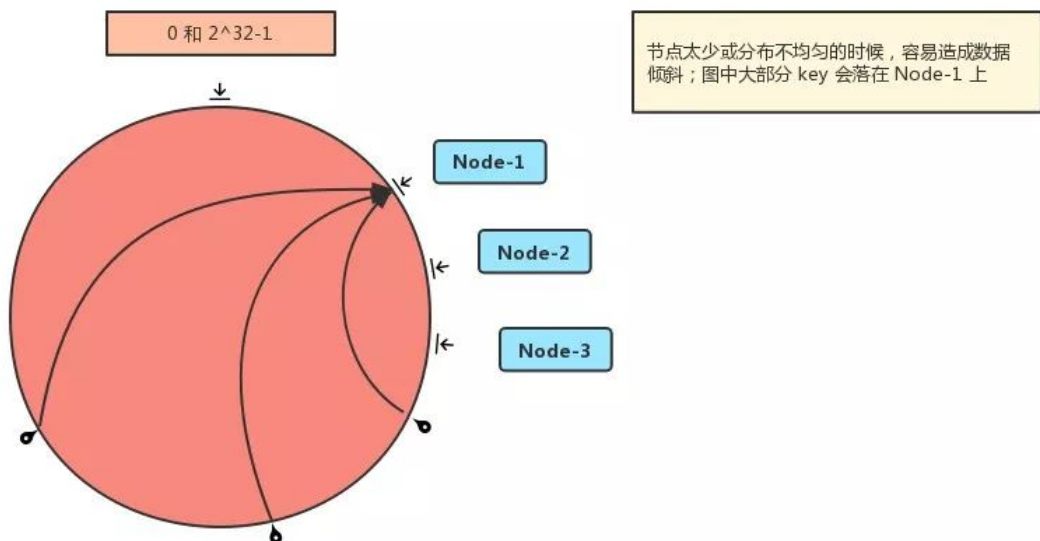 0 和 2^32-1
节点太少或分布不均匀的时候，容易造成数据
倾斜；图中大部分 key 会落在 Node-1 上
Node-1
Node-2
Node-3